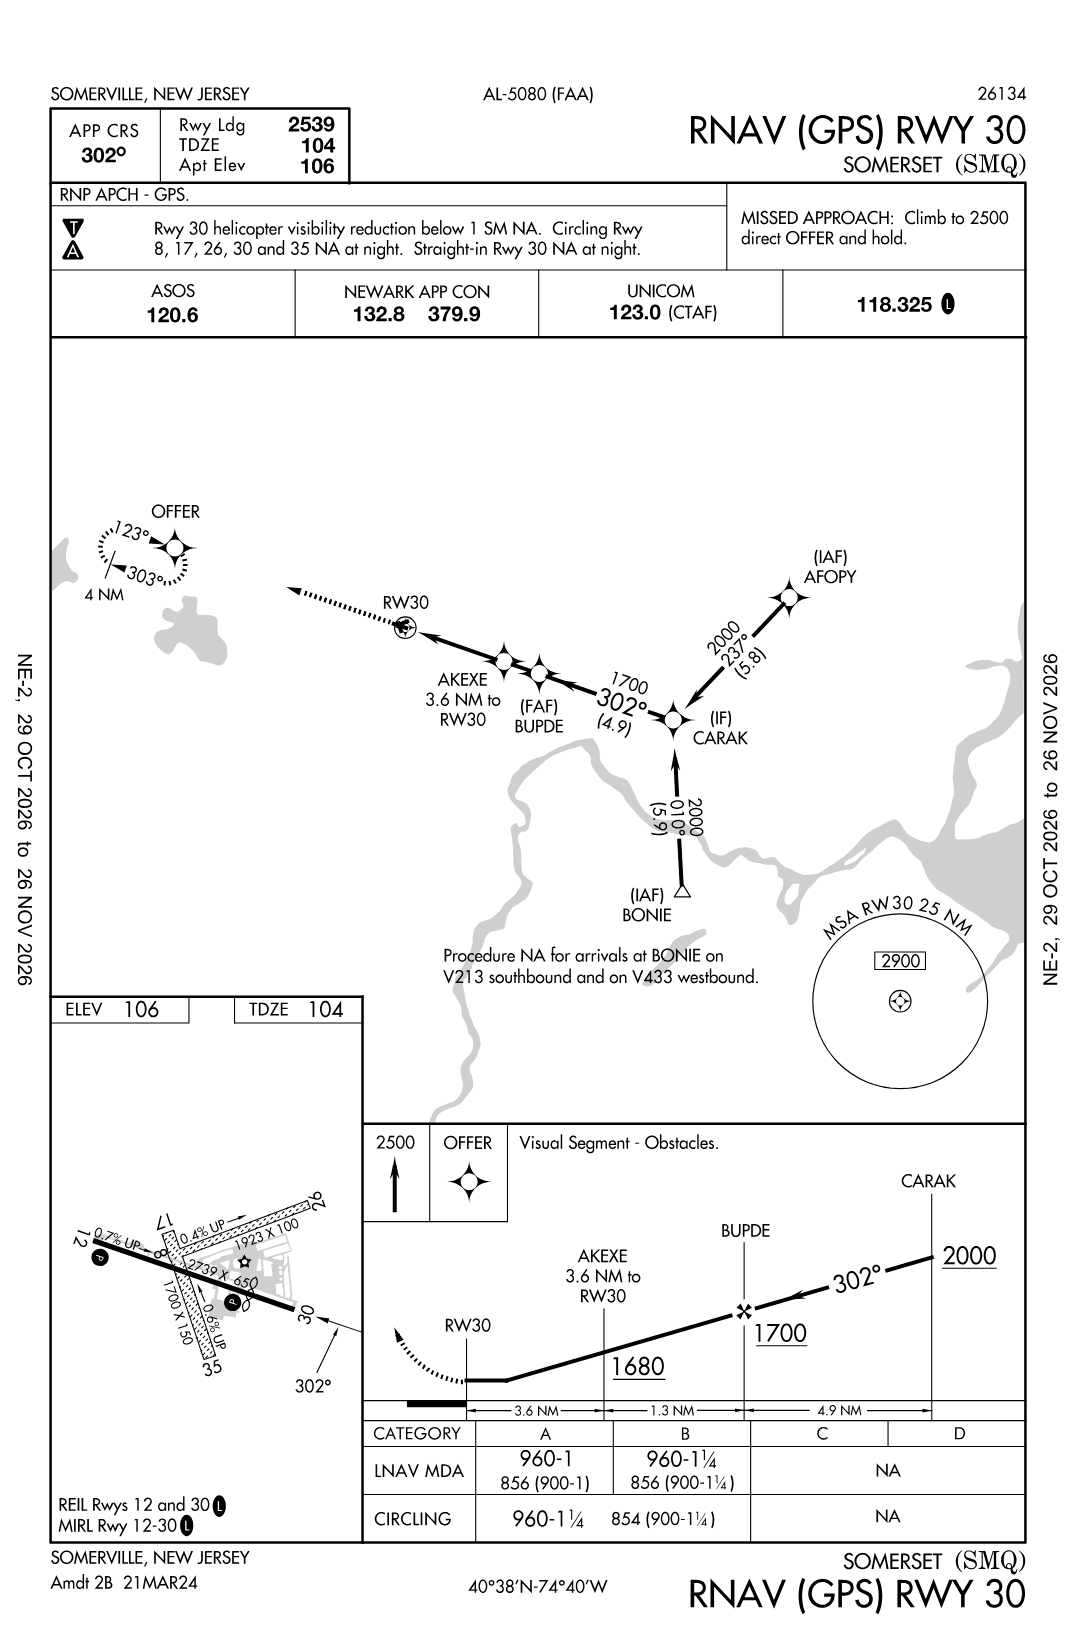 SOMERVILLE, NEW JERSEY
AL-5080 (FAA)
26134
RNAV (GPS) RWY 30
SOMERSET (SMQ)
APP CRS
302°
Rwy Ldg 2539
TDZE 104
Apt Elev 106
RNP APCH - GPS.
T
A
Rwy 30 helicopter visibility reduction below 1 SM NA. Circling Rwy
8, 17, 26, 30 and 35 NA at night. Straight-in Rwy 30 NA at night.
MISSED APPROACH: Climb to 2500
direct OFFER and hold.
ASOS
120.6
NEWARK APP CON
132.8 379.9
UNICOM
123.0 (CTAF)
118.325 L
OFFER
123°
303°
4 NM
RW30
AKEXE
3.6 NM to
RW30
(FAF)
BUPDE
1700
302°
(4.9)
(IF)
CARAK
(IAF)
AFOPY
2000
237°
(5.8)
2000
010°
(5.9)
(IAF)
BONIE
Procedure NA for arrivals at BONIE on
V213 southbound and on V433 westbound.
MSA RW30 25 NM
2900
NE-2, 29 OCT 2026 to 26 NOV 2026
NE-2, 29 OCT 2026 to 26 NOV 2026
ELEV 106
TDZE 104
12
0.7% UP
17
8
0.4% UP
26
1923 X 100
2739 X 650
P
P
1700 X 150
0.6% UP
35
30
302°
REIL Rwys 12 and 30 L
MIRL Rwy 12-30 L
2500
OFFER
Visual Segment - Obstacles.
CARAK
BUPDE
AKEXE
3.6 NM to
RW30
RW30
2000
302°
1700
1680
3.6 NM
1.3 NM
4.9 NM
CATEGORY A B C D
LNAV MDA
960-1
856 (900-1)
960-1¼
856 (900-1¼)
NA
CIRCLING
960-1¼ 854 (900-1¼)
NA
SOMERVILLE, NEW JERSEY
Amdt 2B 21MAR24
40°38'N-74°40'W
SOMERSET (SMQ)
RNAV (GPS) RWY 30